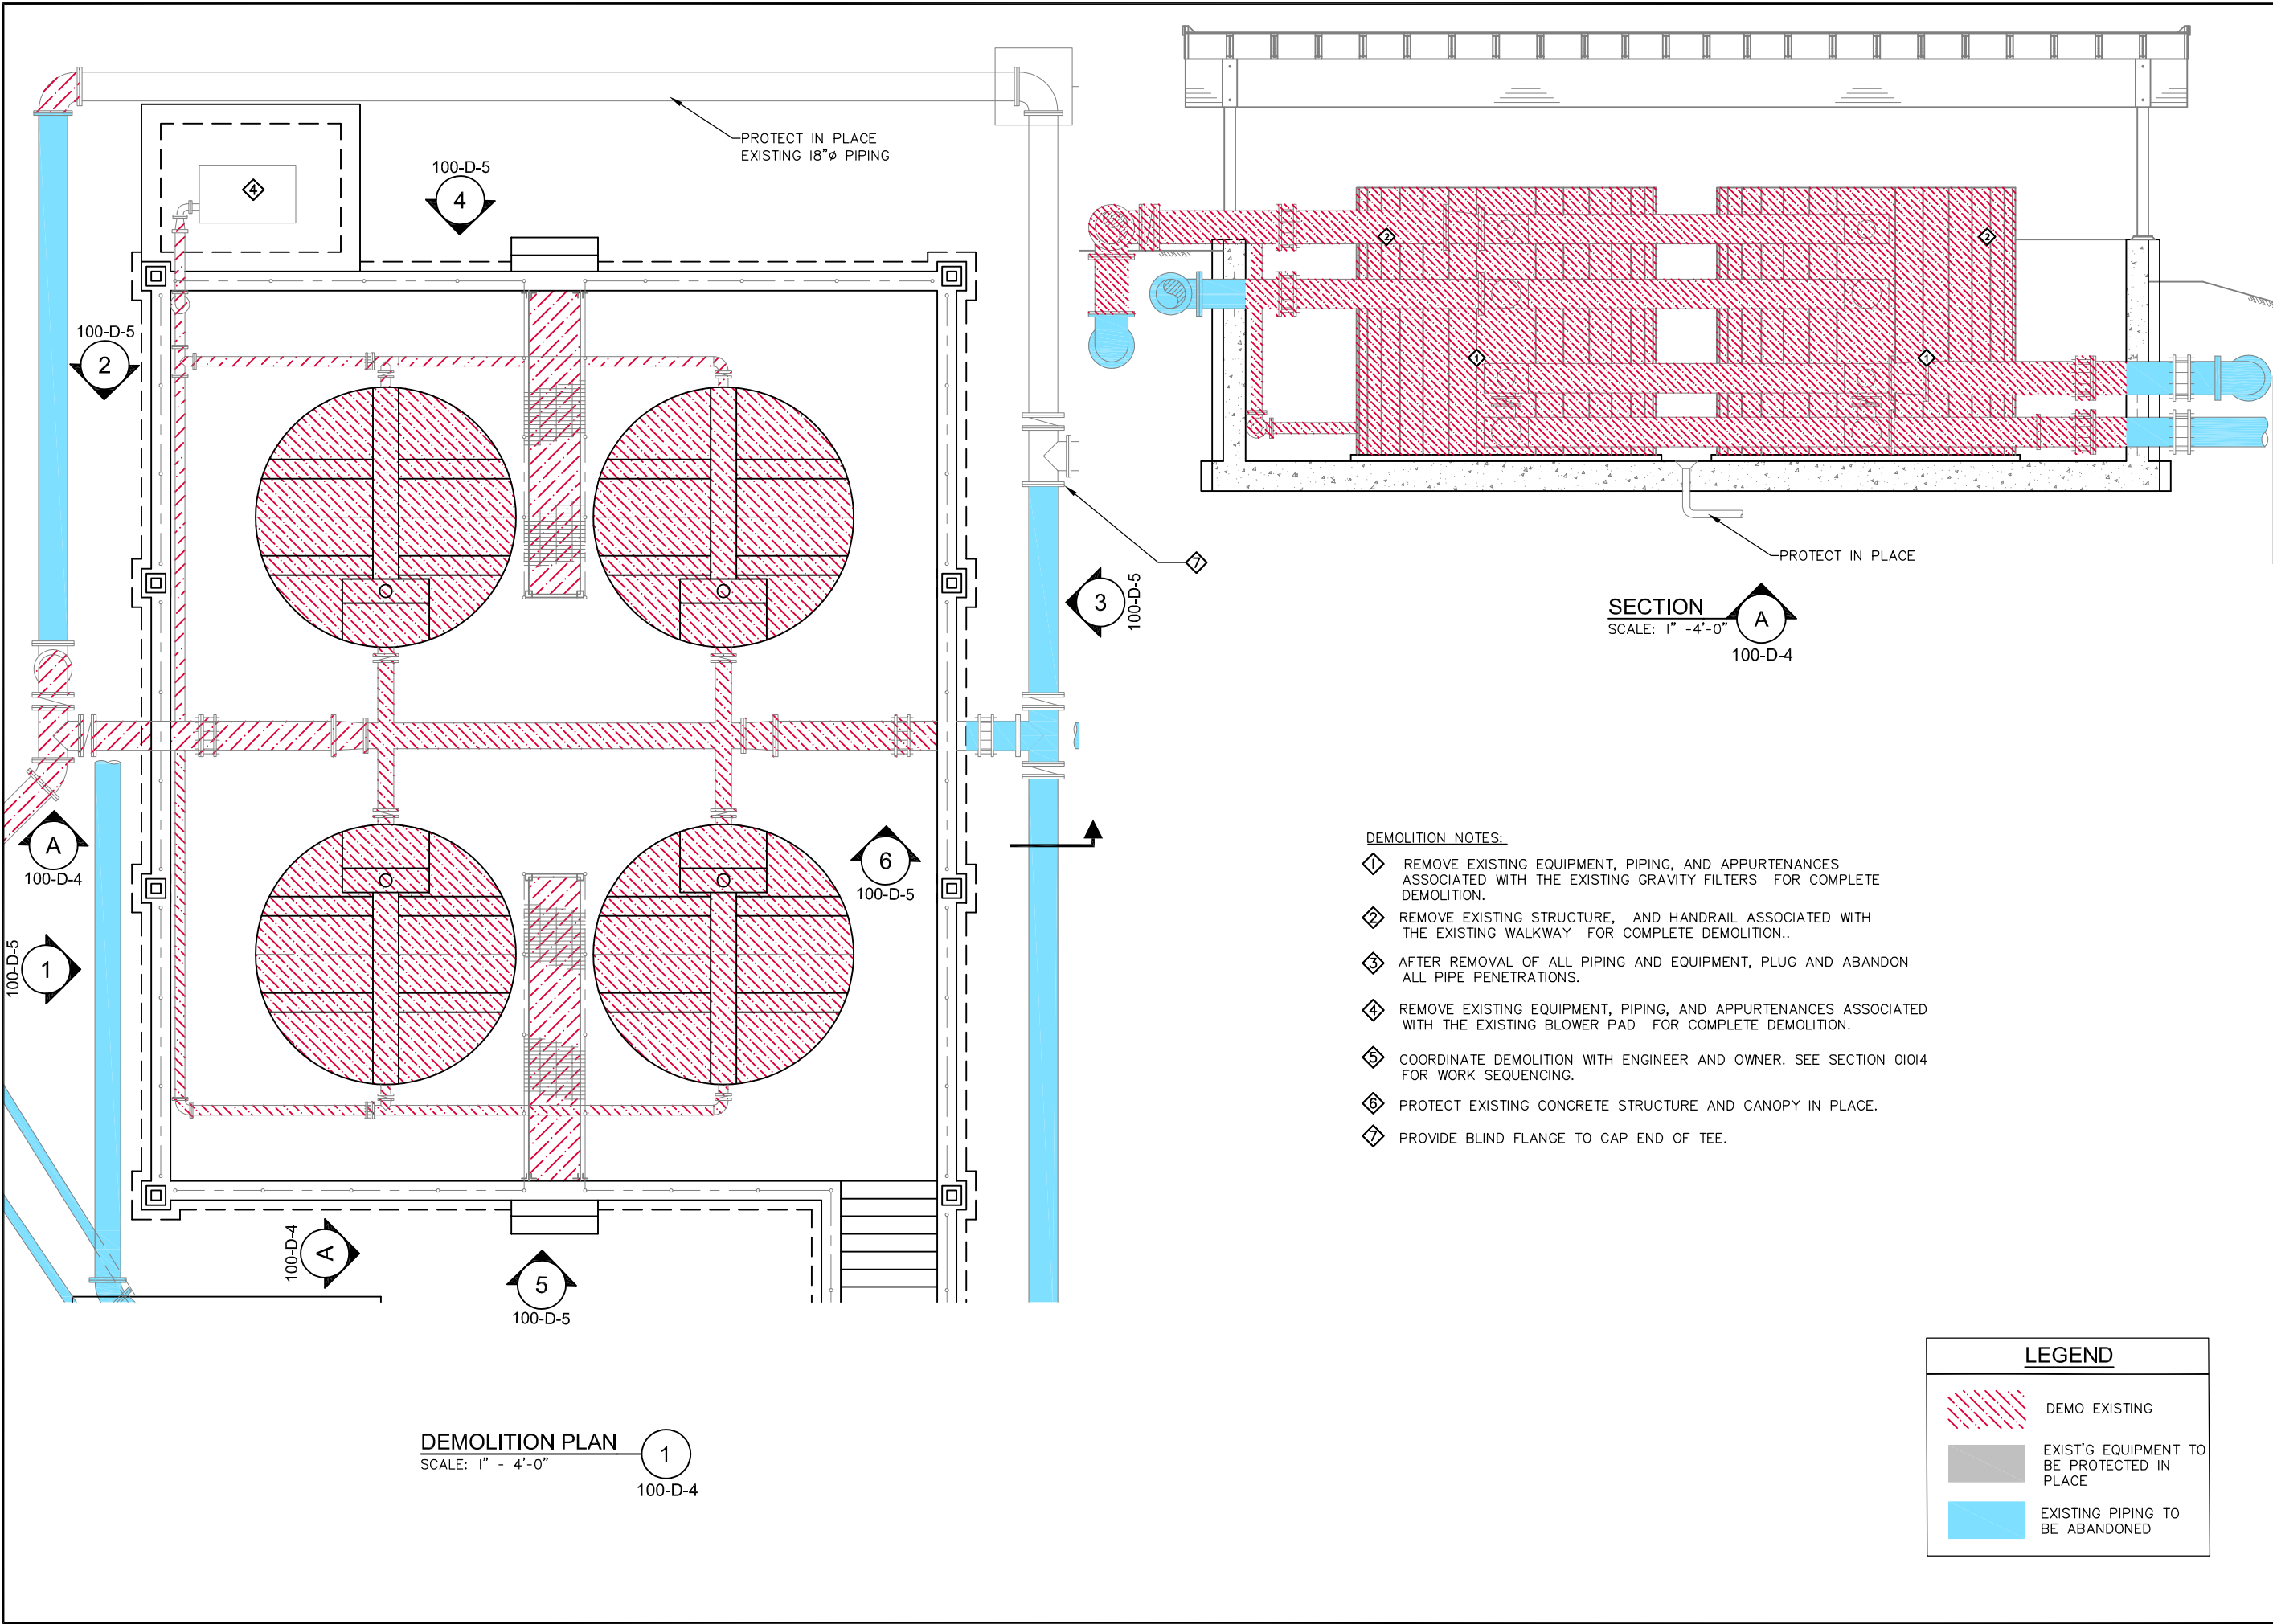 PROTECT IN PLACE
EXISTING 18"ø PIPING
4
100-D-5
4
100-D-5
2
3
100-D-5
7
A
100-D-4
6
100-D-5
100-D-5
1
100-D-4
A
5
100-D-5
DEMOLITION PLAN
SCALE: 1" - 4'-0"
1
100-D-4
2
2
1
1
PROTECT IN PLACE
SECTION
SCALE: 1" -4'-0"
A
100-D-4
DEMOLITION NOTES:
1 REMOVE EXISTING EQUIPMENT, PIPING, AND APPURTENANCES
ASSOCIATED WITH THE EXISTING GRAVITY FILTERS FOR COMPLETE
DEMOLITION.
2 REMOVE EXISTING STRUCTURE, AND HANDRAIL ASSOCIATED WITH
THE EXISTING WALKWAY FOR COMPLETE DEMOLITION..
3 AFTER REMOVAL OF ALL PIPING AND EQUIPMENT, PLUG AND ABANDON
ALL PIPE PENETRATIONS.
4 REMOVE EXISTING EQUIPMENT, PIPING, AND APPURTENANCES ASSOCIATED
WITH THE EXISTING BLOWER PAD FOR COMPLETE DEMOLITION.
5 COORDINATE DEMOLITION WITH ENGINEER AND OWNER. SEE SECTION 01014
FOR WORK SEQUENCING.
6 PROTECT EXISTING CONCRETE STRUCTURE AND CANOPY IN PLACE.
7 PROVIDE BLIND FLANGE TO CAP END OF TEE.
LEGEND
DEMO EXISTING
EXIST'G EQUIPMENT TO
BE PROTECTED IN
PLACE
EXISTING PIPING TO
BE ABANDONED